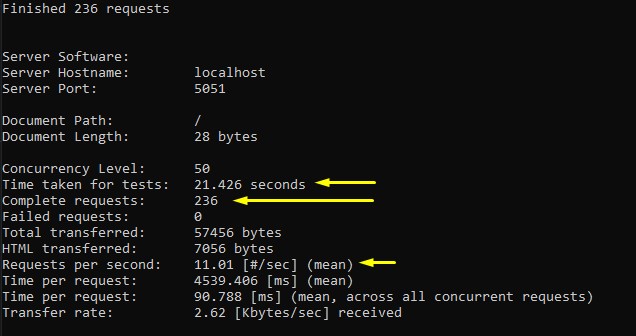 Finished 236 requests
Server Software:
Server Hostname: localhost
Server Port: 5051
Document Path: /
Document Length: 28 bytes
Concurrency Level: 50
Time taken for tests: 21.426 seconds
Complete requests: 236
Failed requests: 0
Total transferred: 57456 bytes
HTML transferred: 7056 bytes
Requests per second: 11.01 [#/sec] (mean)
Time per request: 4539.406 [ms] (mean)
Time per request: 90.788 [ms] (mean, across all concurrent requests)
Transfer rate: 2.62 [Kbytes/sec] received